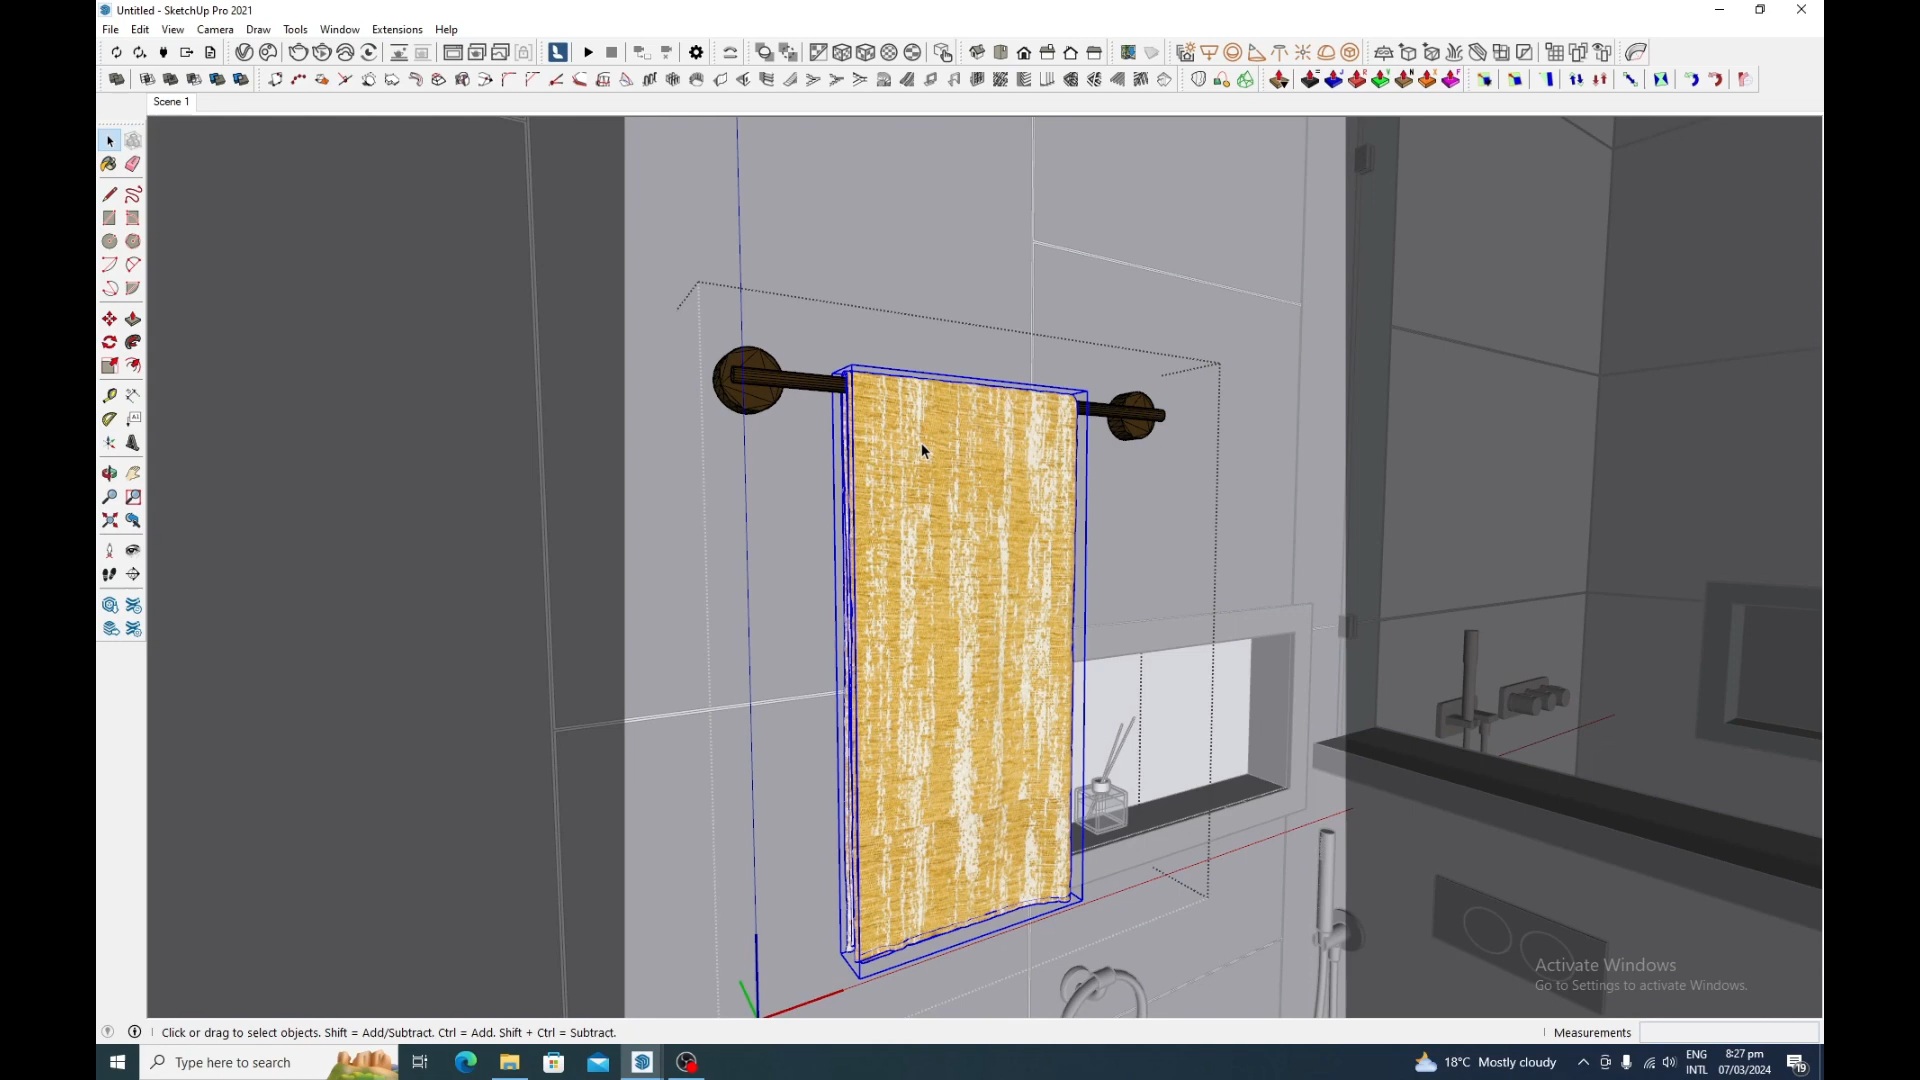 Untitled - SketchUp Pro 2021
File Edit View Camera Draw Tools Window Extensions Help
Scene 1
Activate Windows
Go to Settings to activate Windows.
Click or drag to select objects. Shift = Add/Subtract. Ctrl = Add. Shift + Ctrl = Subtract.
Measurements
Type here to search
18°C Mostly cloudy
ENG
INTL
8:27 pm
07/03/2024
19